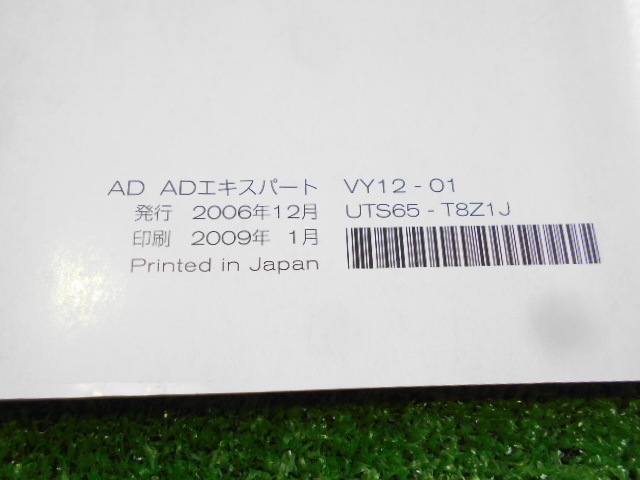 AD ADエキスパート VY12-01
発行 2006年12月 UTS65-T8Z1J
印刷 2009年 1月
Printed in Japan